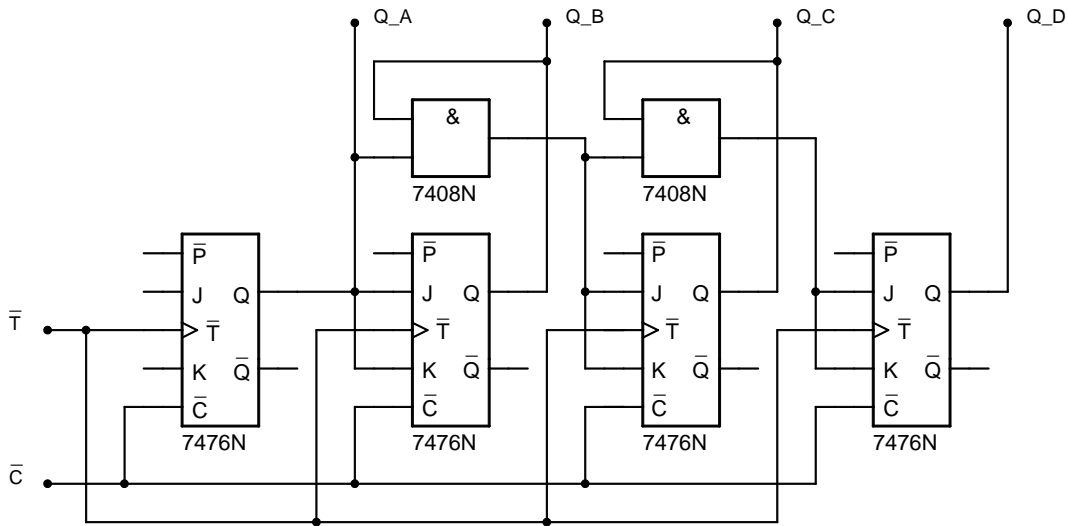 Q_A Q_B Q_C Q_D
& &
7408N 7408N
P̅ P̅ P̅ P̅
J Q J Q J Q J Q
T̅ T̅ T̅ T̅ T̅
K Q̅ K Q̅ K Q̅ K Q̅
C̅ C̅ C̅ C̅
7476N 7476N 7476N 7476N
C̅